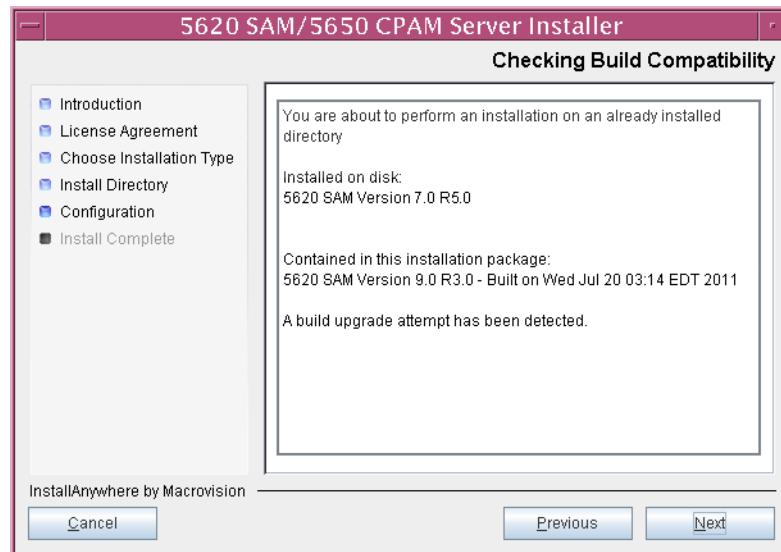 5620 SAM/5650 CPAM Server Installer
Checking Build Compatibility
Introduction
License Agreement
Choose Installation Type
Install Directory
Configuration
Install Complete
You are about to perform an installation on an already installed
directory
Installed on disk:
5620 SAM Version 7.0 R5.0
Contained in this installation package:
5620 SAM Version 9.0 R3.0 - Built on Wed Jul 20 03:14 EDT 2011
A build upgrade attempt has been detected.
InstallAnywhere by Macrovision
Cancel
Previous
Next